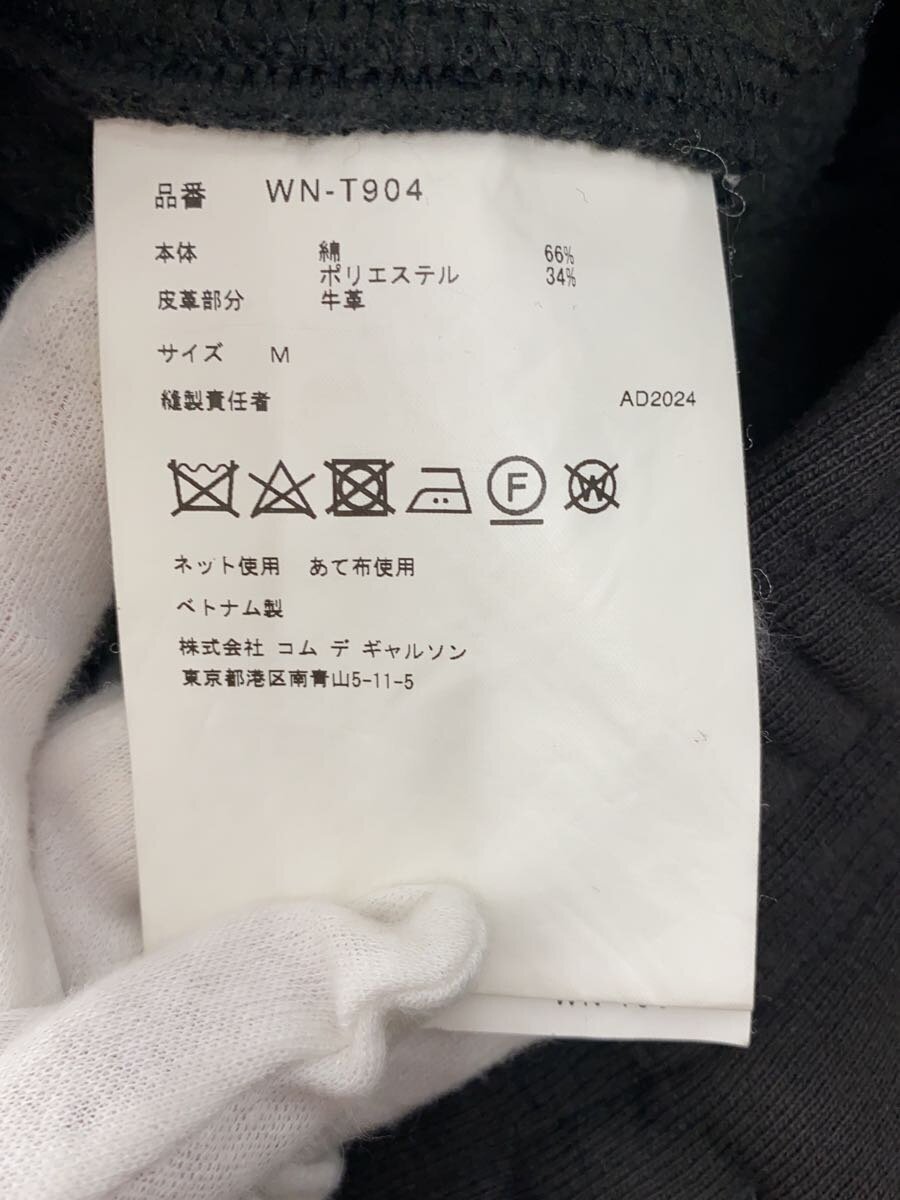 品番 WN-T904
本体 綿 66%
ポリエステル 34%
皮革部分 牛革
サイズ M
縫製責任者 AD2024
F W
ネット使用 あて布使用
ベトナム製
株式会社 コム デ ギャルソン
東京都港区南青山5-11-5